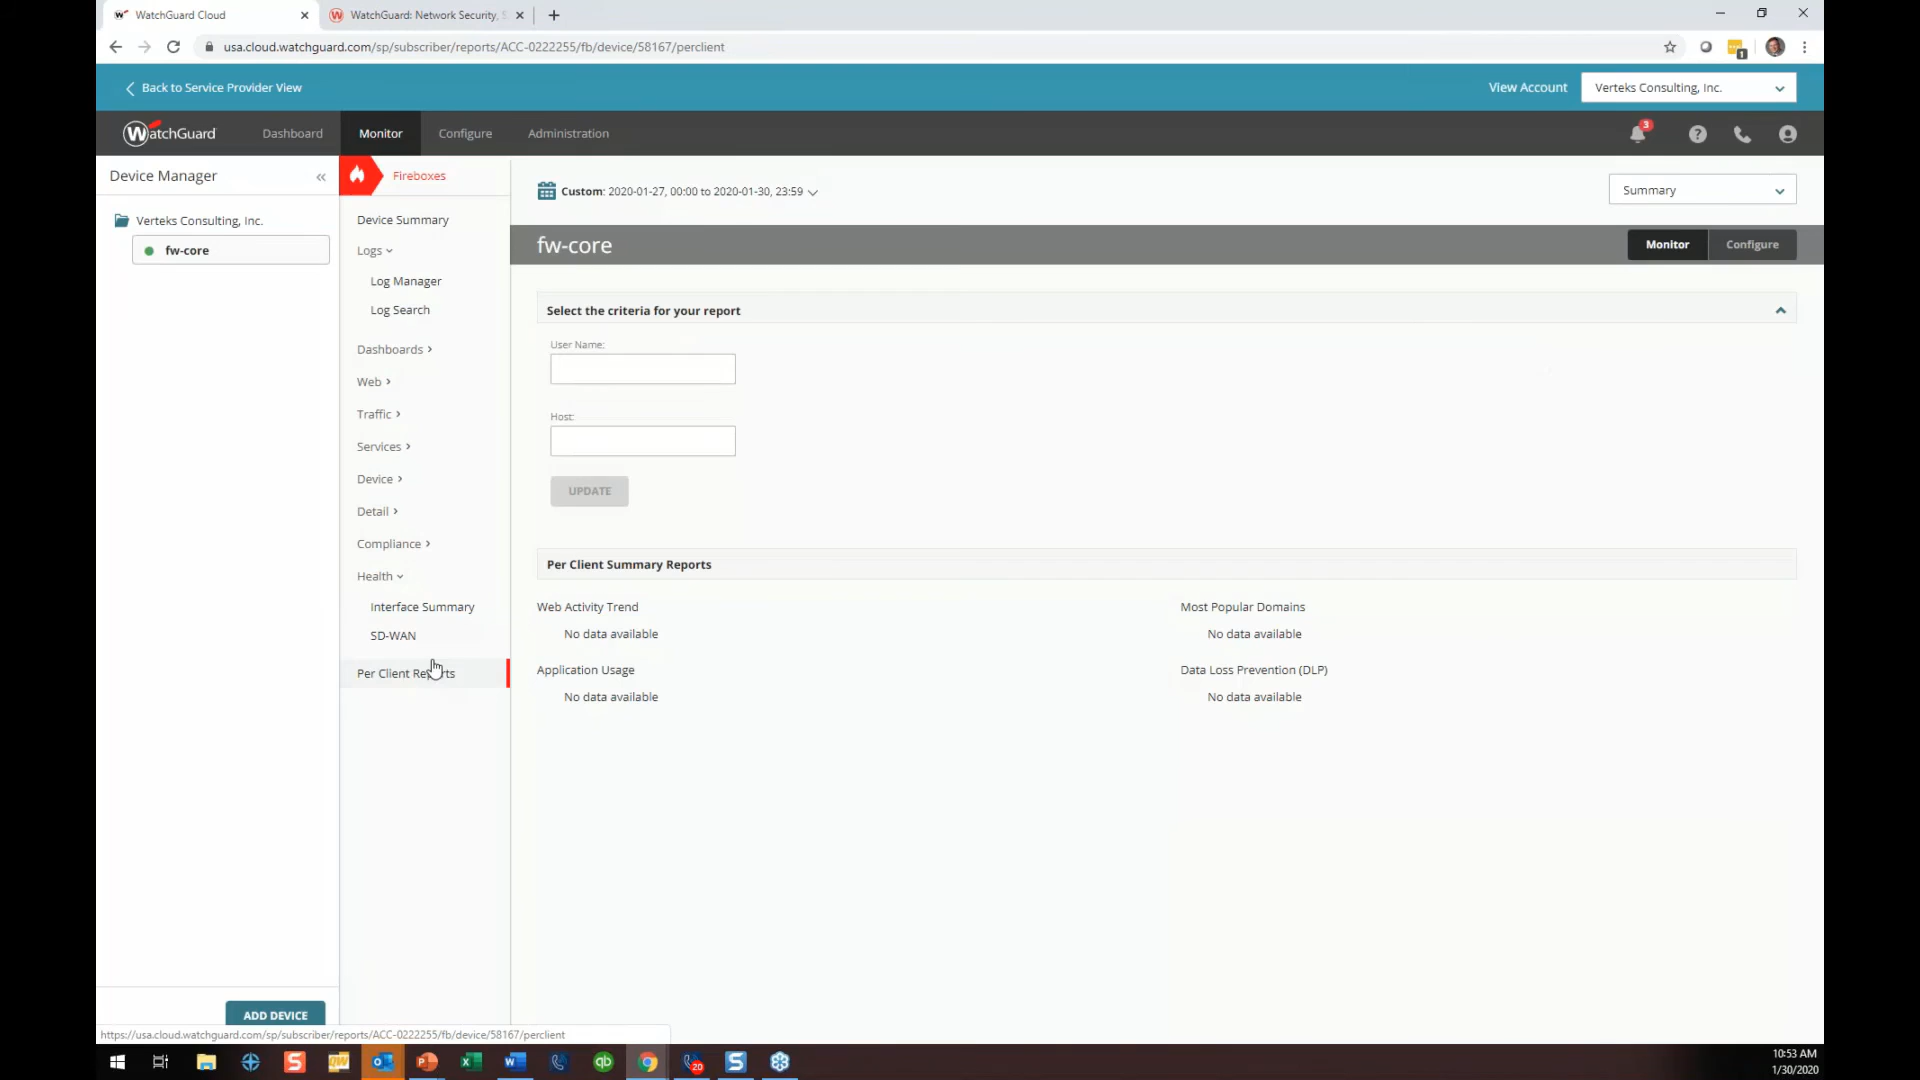 WatchGuard Cloud
WatchGuard: Network Security, S
usa.cloud.watchguard.com/sp/subscriber/reports/ACC-0222255/fb/device/58167/perclient
1
Back to Service Provider View
View Account
Verteks Consulting, Inc.
WatchGuard
Dashboard
Monitor
Configure
Administration
3
Device Manager
Fireboxes
Custom: 2020-01-27, 00:00 to 2020-01-30, 23:59
Summary
Verteks Consulting, Inc.
fw-core
Device Summary
Logs
Log Manager
Log Search
Dashboards
Web
Traffic
Services
Device
Detail
Compliance
Health
Interface Summary
SD-WAN
Per Client Reports
fw-core
Monitor
Configure
Select the criteria for your report
User Name:
Host:
UPDATE
Per Client Summary Reports
Web Activity Trend
No data available
Most Popular Domains
No data available
Application Usage
No data available
Data Loss Prevention (DLP)
No data available
ADD DEVICE
https://usa.cloud.watchguard.com/sp/subscriber/reports/ACC-0222255/fb/device/58167/perclient
20
10:53 AM
1/30/2020